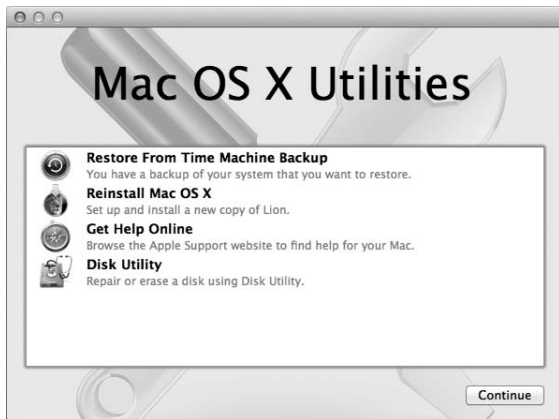 Mac OS X Utilities
Restore From Time Machine Backup
You have a backup of your system that you want to restore.
Reinstall Mac OS X
Set up and install a new copy of Lion.
Get Help Online
Browse the Apple Support website to find help for your Mac.
Disk Utility
Repair or erase a disk using Disk Utility.
Continue